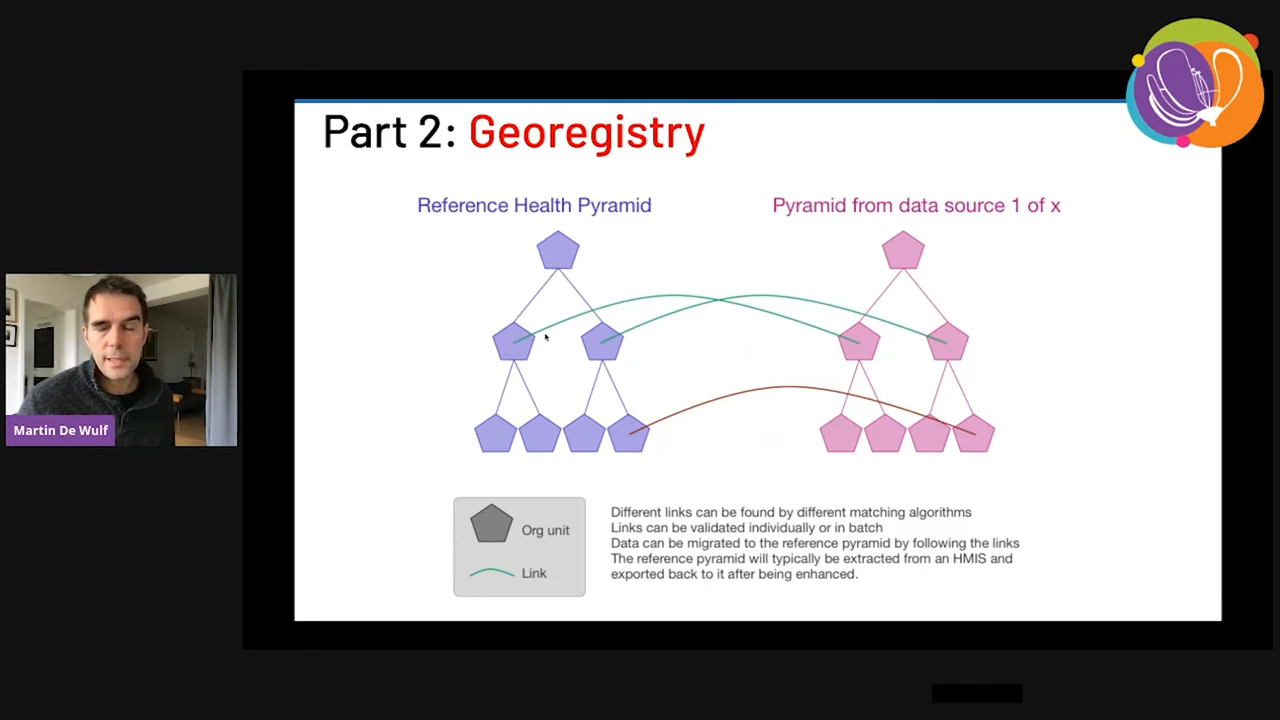 Part 2: Georegistry
Reference Health Pyramid
Pyramid from data source 1 of x
Martin De Wulf
Org unit
Link
Different links can be found by different matching algorithms
Links can be validated individually or in batch
Data can be migrated to the reference pyramid by following the links
The reference pyramid will typically be extracted from an HMIS and
exported back to it after being enhanced.